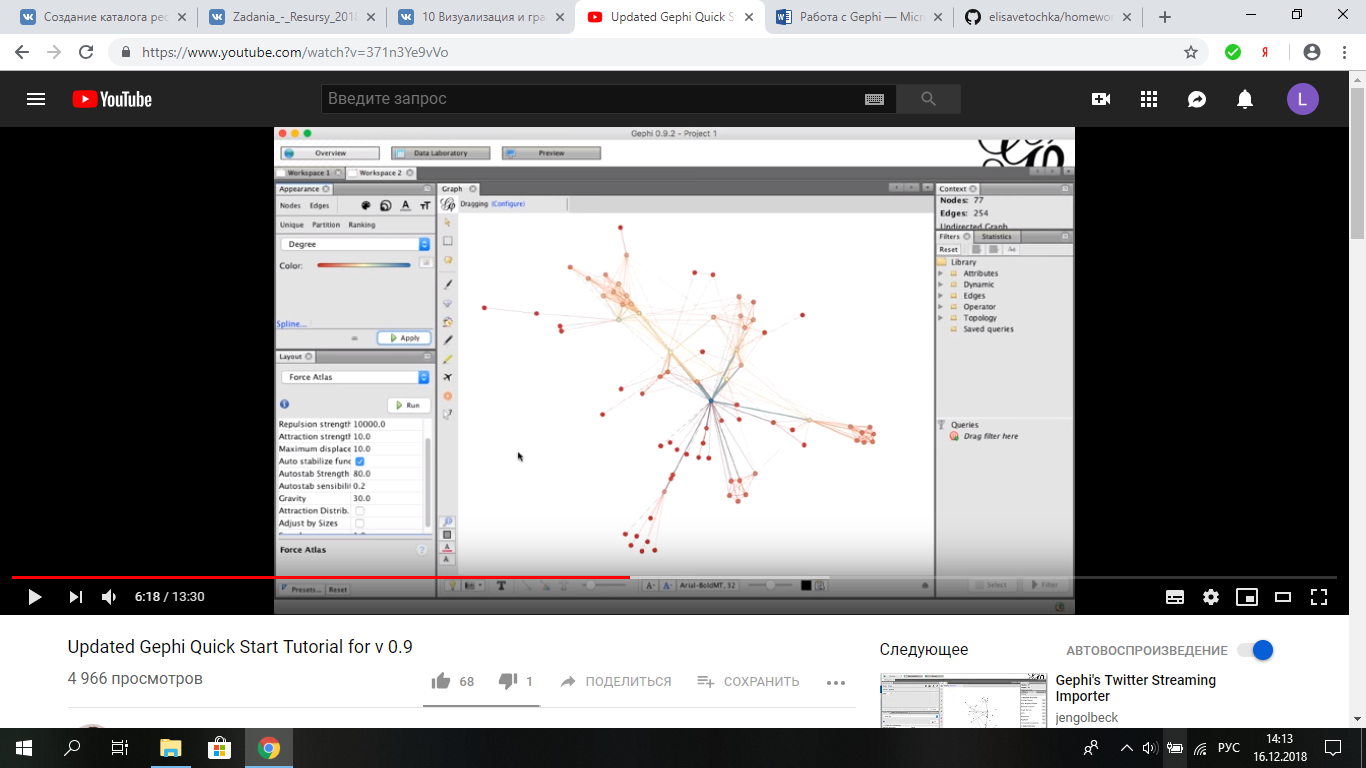 Создание каталога рес
Zadania_-_Resursy_2018
10 Визуализация и гра
Updated Gephi Quick S
Работа с Gephi — Micr
elisavetochka/homewor
https://www.youtube.com/watch?v=371n3Ye9vVo
Я
YouTube
Введите запрос
L
Gephi 0.9.2 - Project 1
Overview
Data Laboratory
Preview
Workspace 1
Workspace 2
Appearance
Nodes Edges
Unique Partition Ranking
Degree
Color:
Spline...
Apply
Layout
Force Atlas
Run
Repulsion strength 10000.0
Attraction strengt 10.0
Maximum displace 10.0
Auto stabilize func
Autostab Strength 80.0
Autostab sensibili 0.2
Gravity 30.0
Attraction Distrib.
Adjust by Sizes
Force Atlas
Presets... Reset
Graph
Dragging (Configure)
Arial-BoldMT, 32
Context
Nodes: 77
Edges: 254
Undirected Graph
Filters Statistics
Reset
Library
Attributes
Dynamic
Edges
Operator
Topology
Saved queries
Queries
Drag filter here
Select Filter
6:18 / 13:30
Updated Gephi Quick Start Tutorial for v 0.9
4 966 просмотров
68
1
ПОДЕЛИТЬСЯ
СОХРАНИТЬ
Следующее
АВТОВОСПРОИЗВЕДЕНИЕ
Gephi's Twitter Streaming
Importer
jengolbeck
РУС
14:13
16.12.2018